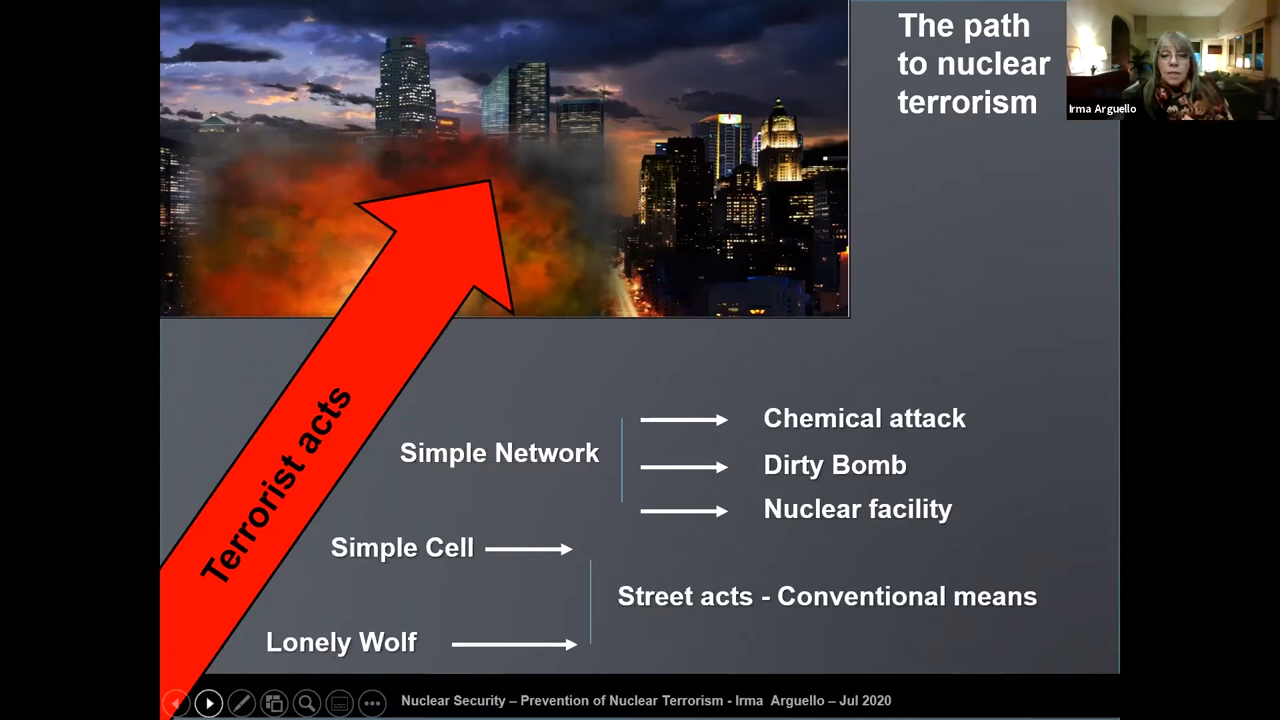 The path
to nuclear
terrorism
Irma Arguello
Terrorist acts
Simple Network
Chemical attack
Dirty Bomb
Nuclear facility
Simple Cell
Street acts - Conventional means
Lonely Wolf
Nuclear Security – Prevention of Nuclear Terrorism - Irma Arguello – Jul 2020